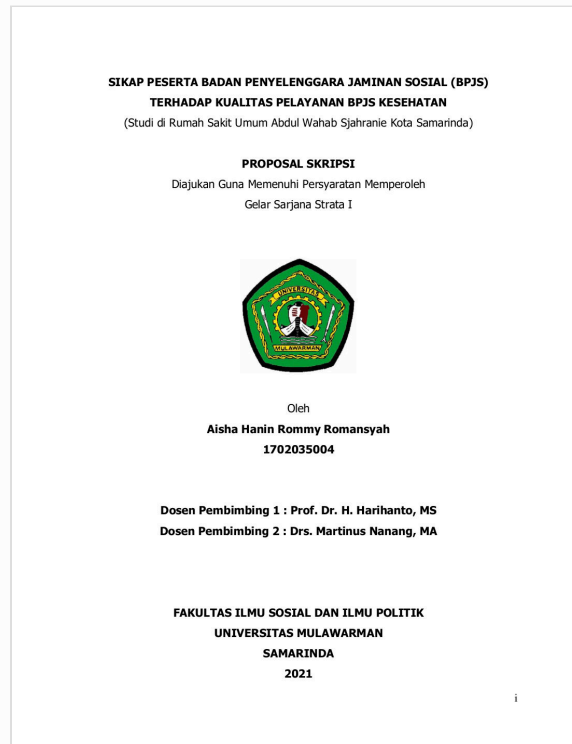 SIKAP PESERTA BADAN PENYELENGGARA JAMINAN SOSIAL (BPJS)
TERHADAP KUALITAS PELAYANAN BPJS KESEHATAN
(Studi di Rumah Sakit Umum Abdul Wahab Sjahranie Kota Samarinda)
PROPOSAL SKRIPSI
Diajukan Guna Memenuhi Persyaratan Memperoleh
Gelar Sarjana Strata I
UNIVERSITAS
MULAWARMAN
Oleh
Aisha Hanin Rommy Romansyah
1702035004
Dosen Pembimbing 1 : Prof. Dr. H. Harihanto, MS
Dosen Pembimbing 2 : Drs. Martinus Nanang, MA
FAKULTAS ILMU SOSIAL DAN ILMU POLITIK
UNIVERSITAS MULAWARMAN
SAMARINDA
2021
i